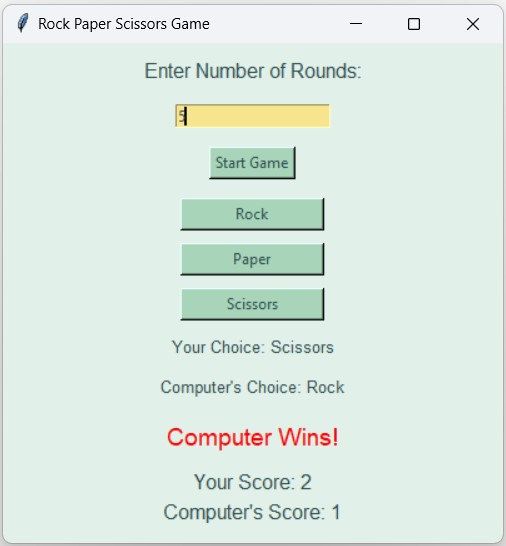 Rock Paper Scissors Game
Enter Number of Rounds:
5
Start Game
Rock
Paper
Scissors
Your Choice: Scissors
Computer's Choice: Rock
Computer Wins!
Your Score: 2
Computer's Score: 1